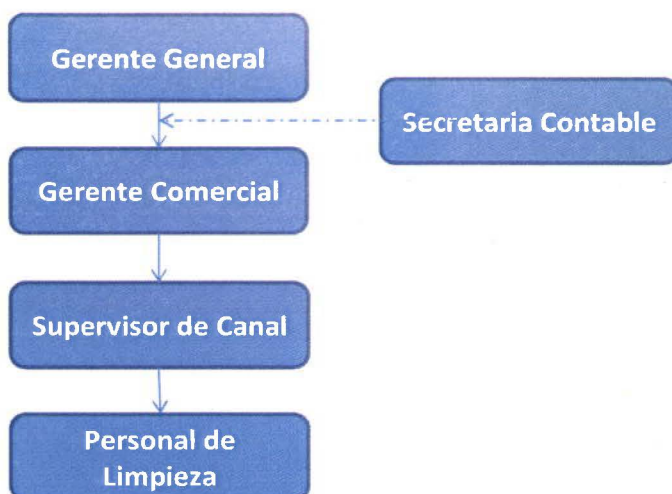 Gerente General
Secretaria Contable
Gerente Comercial
Supervisor de Canal
Personal de
Limpieza